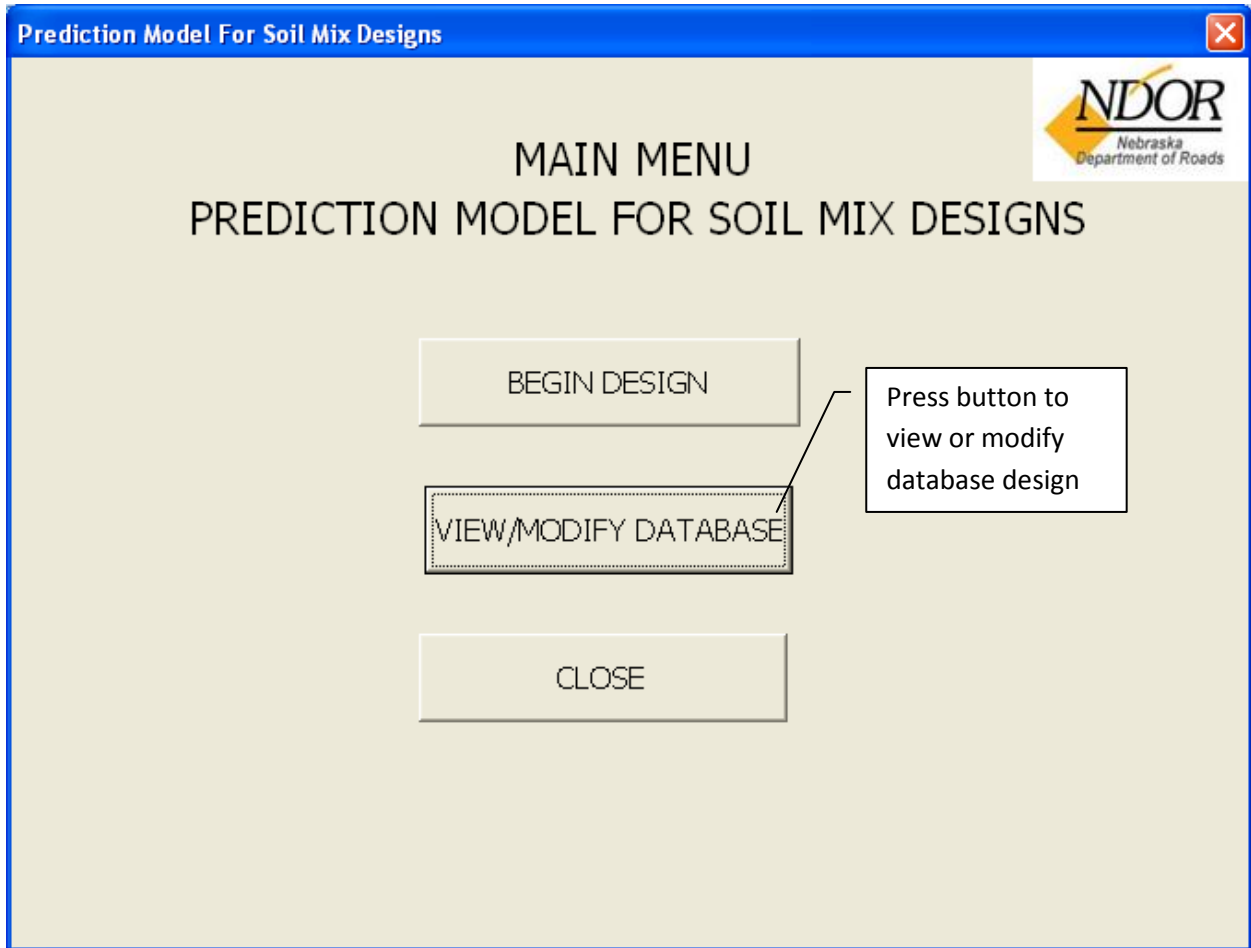 Prediction Model For Soil Mix Designs
NDOR
Nebraska
Department of Roads
MAIN MENU
PREDICTION MODEL FOR SOIL MIX DESIGNS
BEGIN DESIGN
Press button to
view or modify
database design
VIEW/MODIFY DATABASE
CLOSE